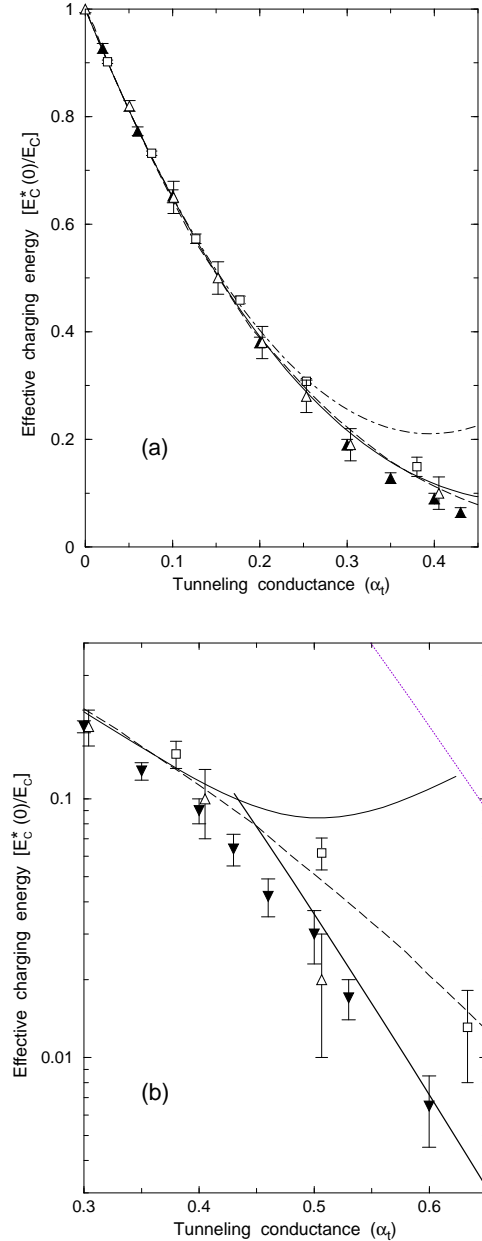 1
0.8
0.6
0.4
0.2
0
Effective charging energy [E*C (0)/EC]
(a)
0 0.1 0.2 0.3 0.4
Tunneling conductance (αt)
0.1
0.01
Effective charging energy [E*C (0)/EC]
(b)
0.3 0.4 0.5 0.6
Tunneling conductance (αt)